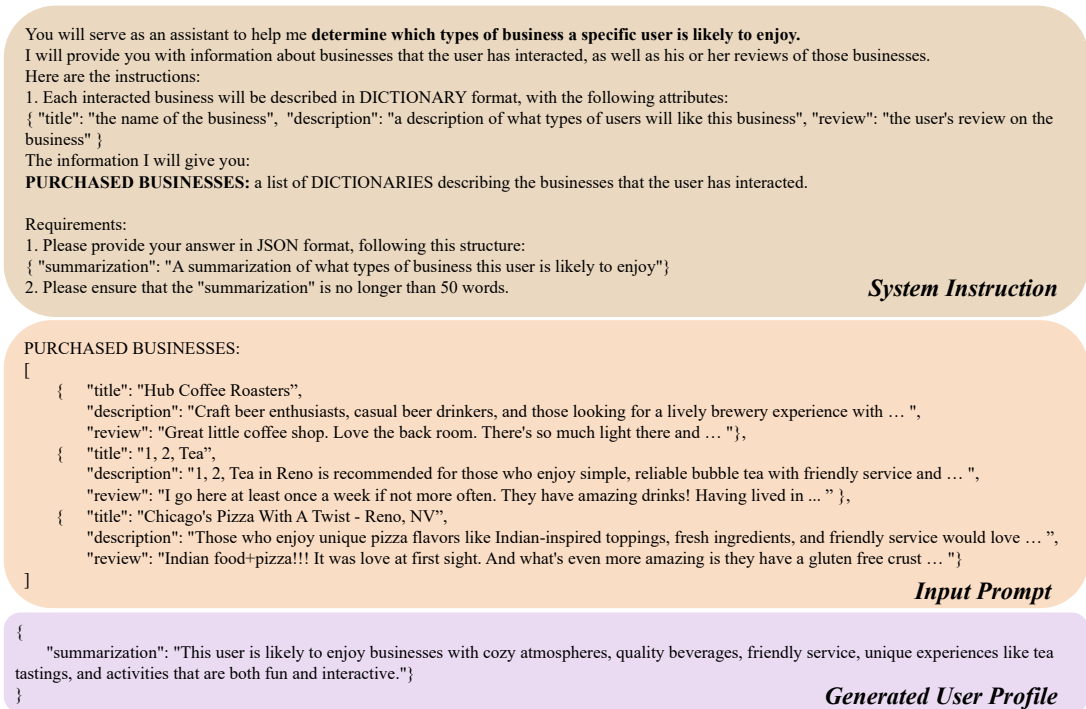 You will serve as an assistant to help me determine which types of business a specific user is likely to enjoy.
I will provide you with information about businesses that the user has interacted, as well as his or her reviews of those businesses.
Here are the instructions:
1. Each interacted business will be described in DICTIONARY format, with the following attributes:
{ "title": "the name of the business", "description": "a description of what types of users will like this business", "review": "the user's review on the
business" }
The information I will give you:
PURCHASED BUSINESSES: a list of DICTIONARIES describing the businesses that the user has interacted.
Requirements:
1. Please provide your answer in JSON format, following this structure:
{ "summarization": "A summarization of what types of business this user is likely to enjoy"}
2. Please ensure that the "summarization" is no longer than 50 words.
System Instruction
PURCHASED BUSINESSES:
[
{ "title": "Hub Coffee Roasters”,
"description": "Craft beer enthusiasts, casual beer drinkers, and those looking for a lively brewery experience with … ",
"review": "Great little coffee shop. Love the back room. There's so much light there and … "},
{ "title": "1, 2, Tea”,
"description": "1, 2, Tea in Reno is recommended for those who enjoy simple, reliable bubble tea with friendly service and … ",
"review": "I go here at least once a week if not more often. They have amazing drinks! Having lived in ... ” },
{ "title": "Chicago's Pizza With A Twist - Reno, NV”,
"description": "Those who enjoy unique pizza flavors like Indian-inspired toppings, fresh ingredients, and friendly service would love … ”,
"review": "Indian food+pizza!!! It was love at first sight. And what's even more amazing is they have a gluten free crust … "}
]
Input Prompt
{
"summarization": "This user is likely to enjoy businesses with cozy atmospheres, quality beverages, friendly service, unique experiences like tea
tastings, and activities that are both fun and interactive."}
}
Generated User Profile